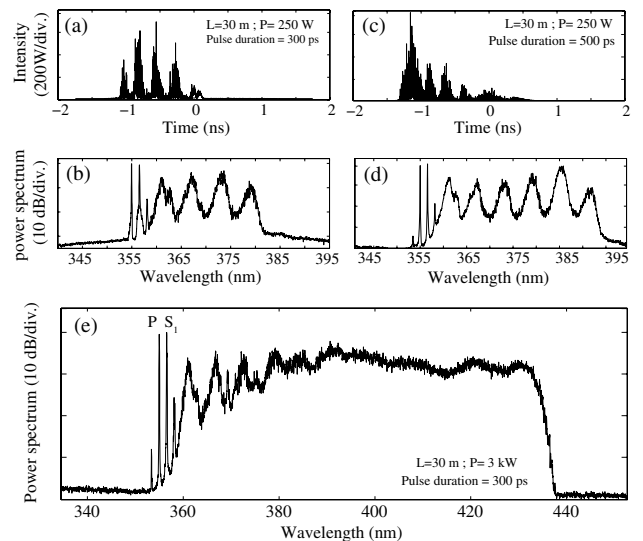 (a)
L=30 m ; P= 250 W
Pulse duration = 300 ps
Intensity
(200W/div.)
−2 −1 0 1 2
Time (ns)
(c)
L=30 m ; P= 250 W
Pulse duration = 500 ps
−2 −1 0 1 2
Time (ns)
(b)
power spectrum
(10 dB/div.)
345 355 365 375 385 395
Wavelength (nm)
(d)
345 355 365 375 385 395
Wavelength (nm)
(e)
P S1
Power spectrum (10 dB/div.)
L=30 m ; P= 3 kW
Pulse duration = 300 ps
340 360 380 400 420 440
Wavelength (nm)